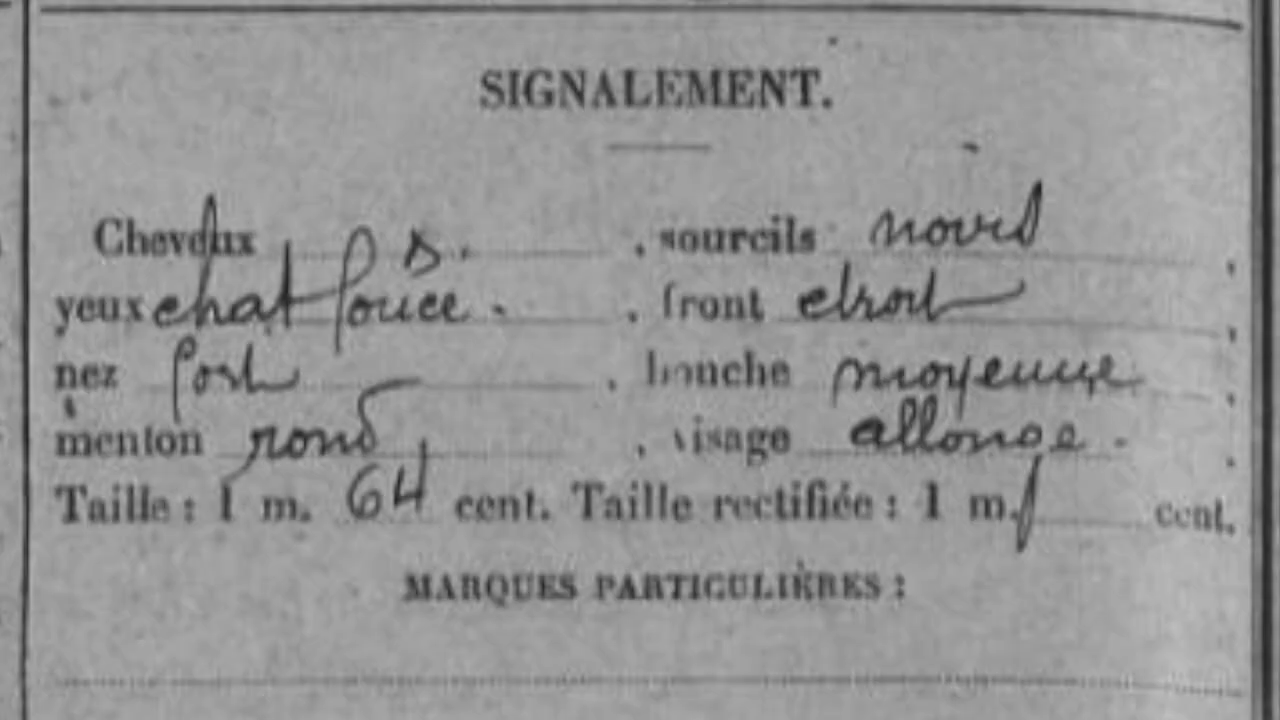 SIGNALEMENT.
Cheveux , sourcils noirs ,
yeux chat foncé . , front etroit ,
nez fort , bouche moyenne ,
menton rond , visage allongé . ,
Taille : 1 m. 64 cent. Taille rectifiée : 1 m. cent.
MARQUES PARTICULIÈRES :